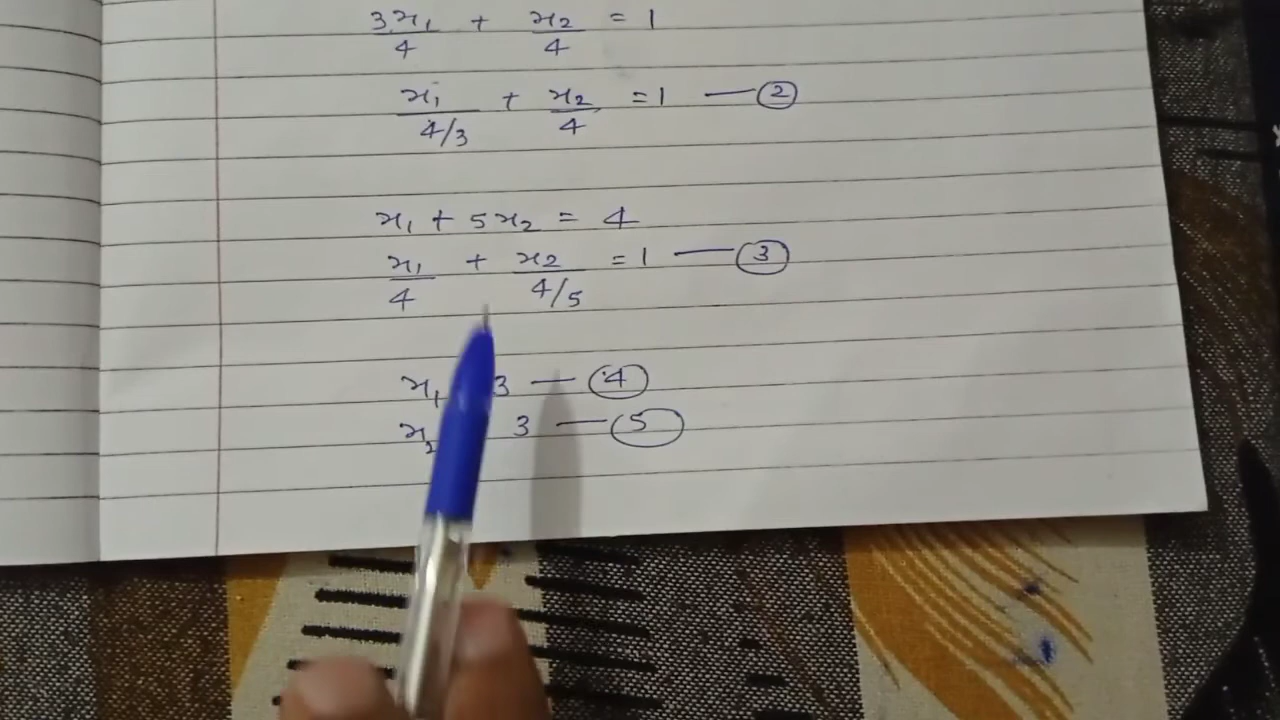 3x₁/4 + x₂/4 = 1
x₁/(4/3) + x₂/4 = 1 — ②
x₁ + 5x₂ = 4
x₁/4 + x₂/(4/5) = 1 — ③
x₁ 3 — ④
x₂ 3 — ⑤